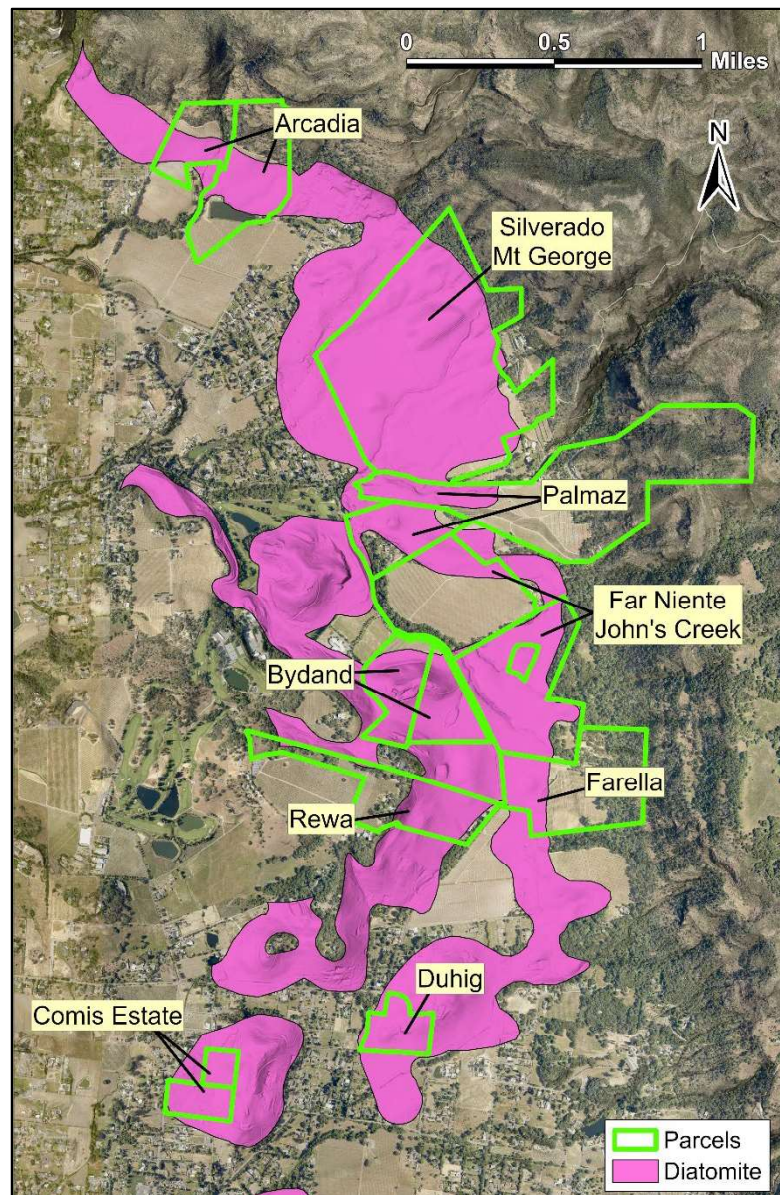 0 0.5 1
Miles
N
Arcadia
Silverado
Mt George
Palmaz
Far Niente
John's Creek
Bydand
Farella
Rewa
Duhig
Comis Estate
Parcels
Diatomite